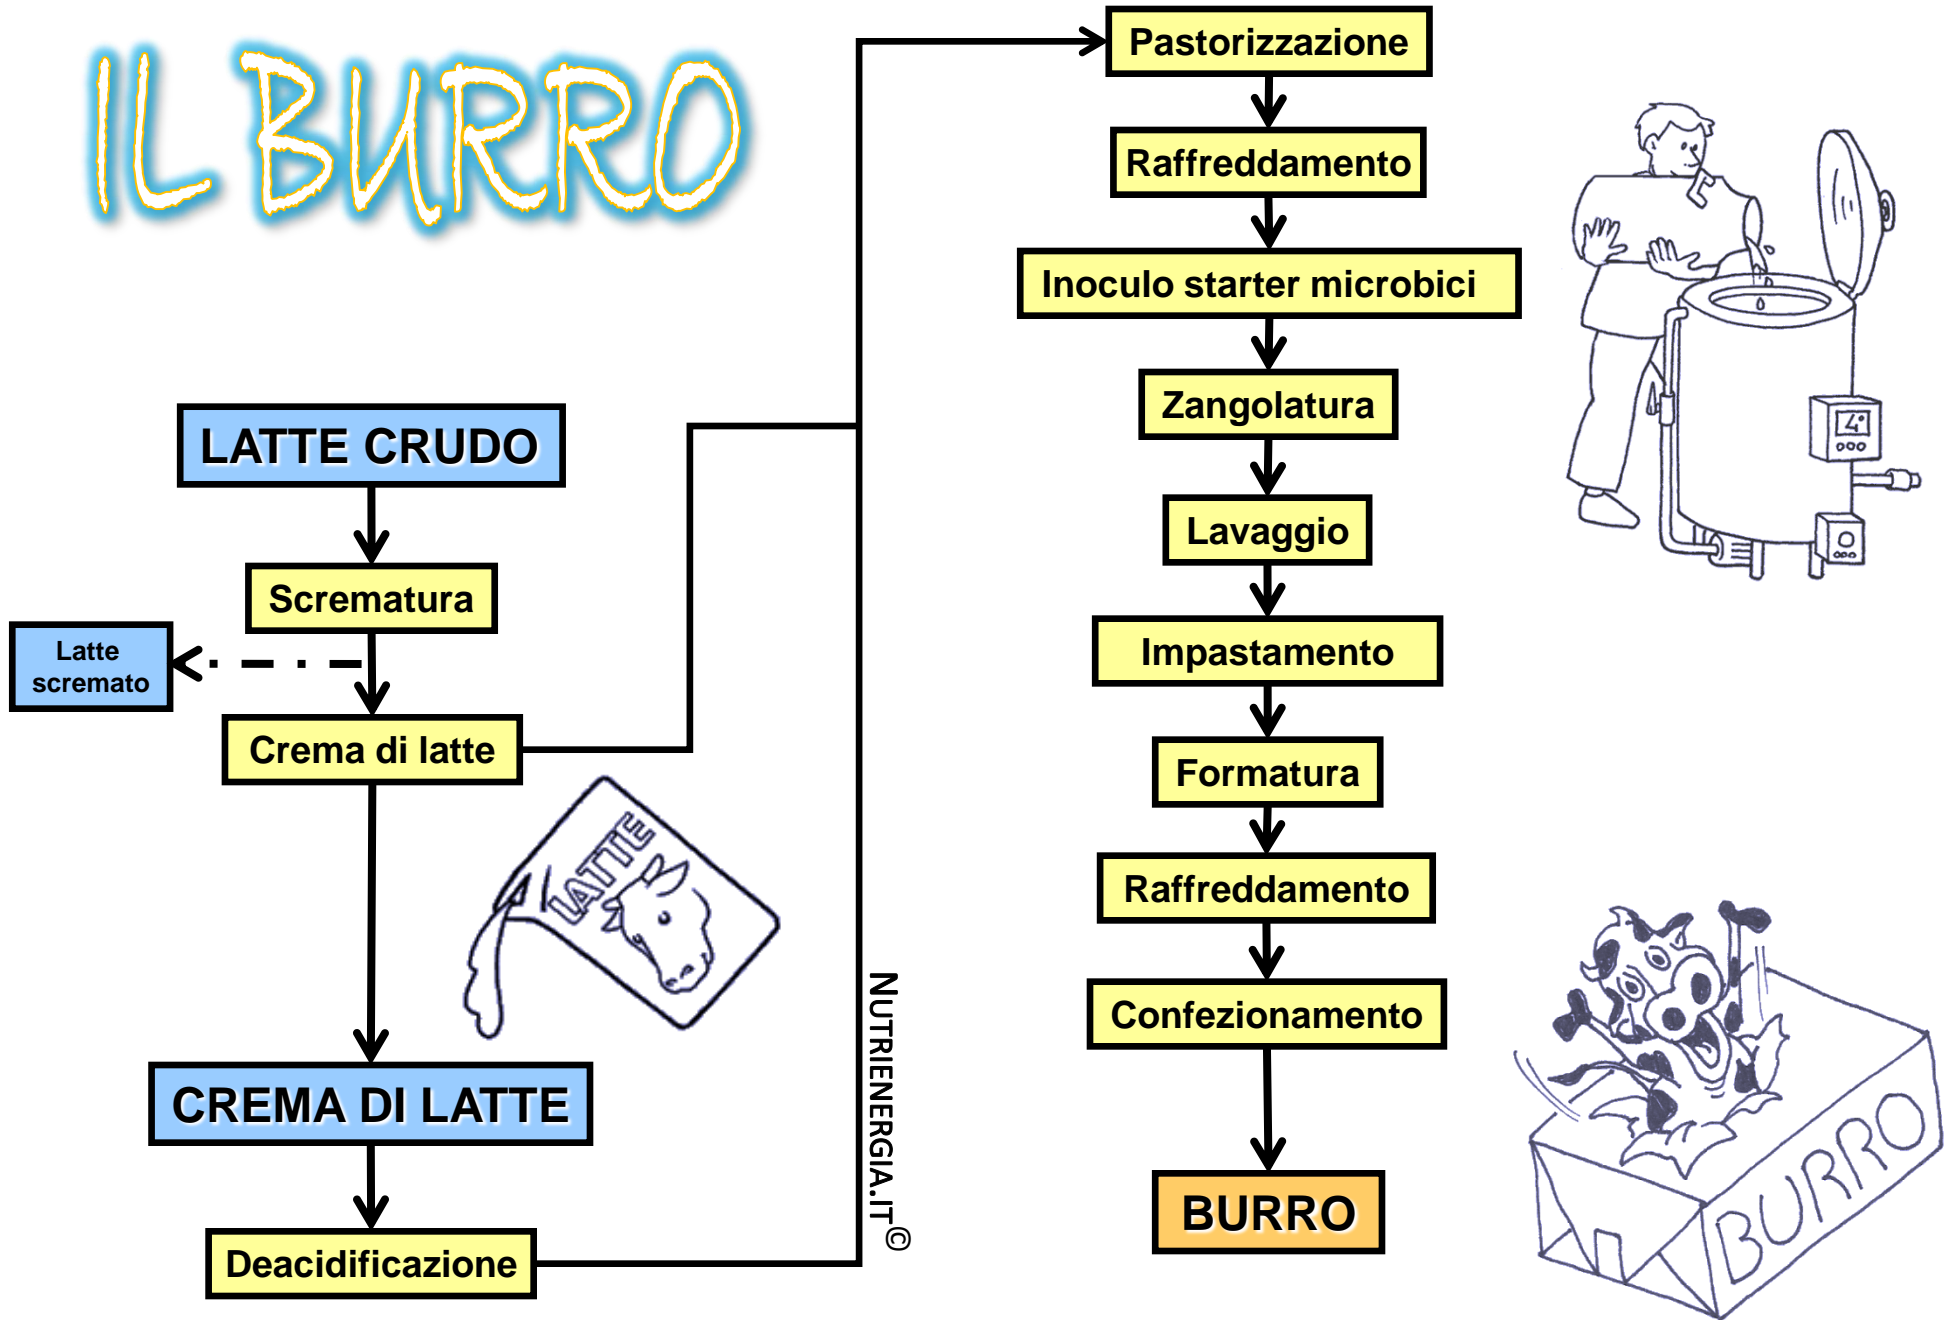 IL BURRO
LATTE CRUDO
Scrematura
Latte
scremato
Crema di latte
LATTE
CREMA DI LATTE
Deacidificazione
NUTRIENERGIA.IT©
Pastorizzazione
Raffreddamento
Inoculo starter microbici
Zangolatura
Lavaggio
Impastamento
Formatura
Raffreddamento
Confezionamento
BURRO
4°
BURRO